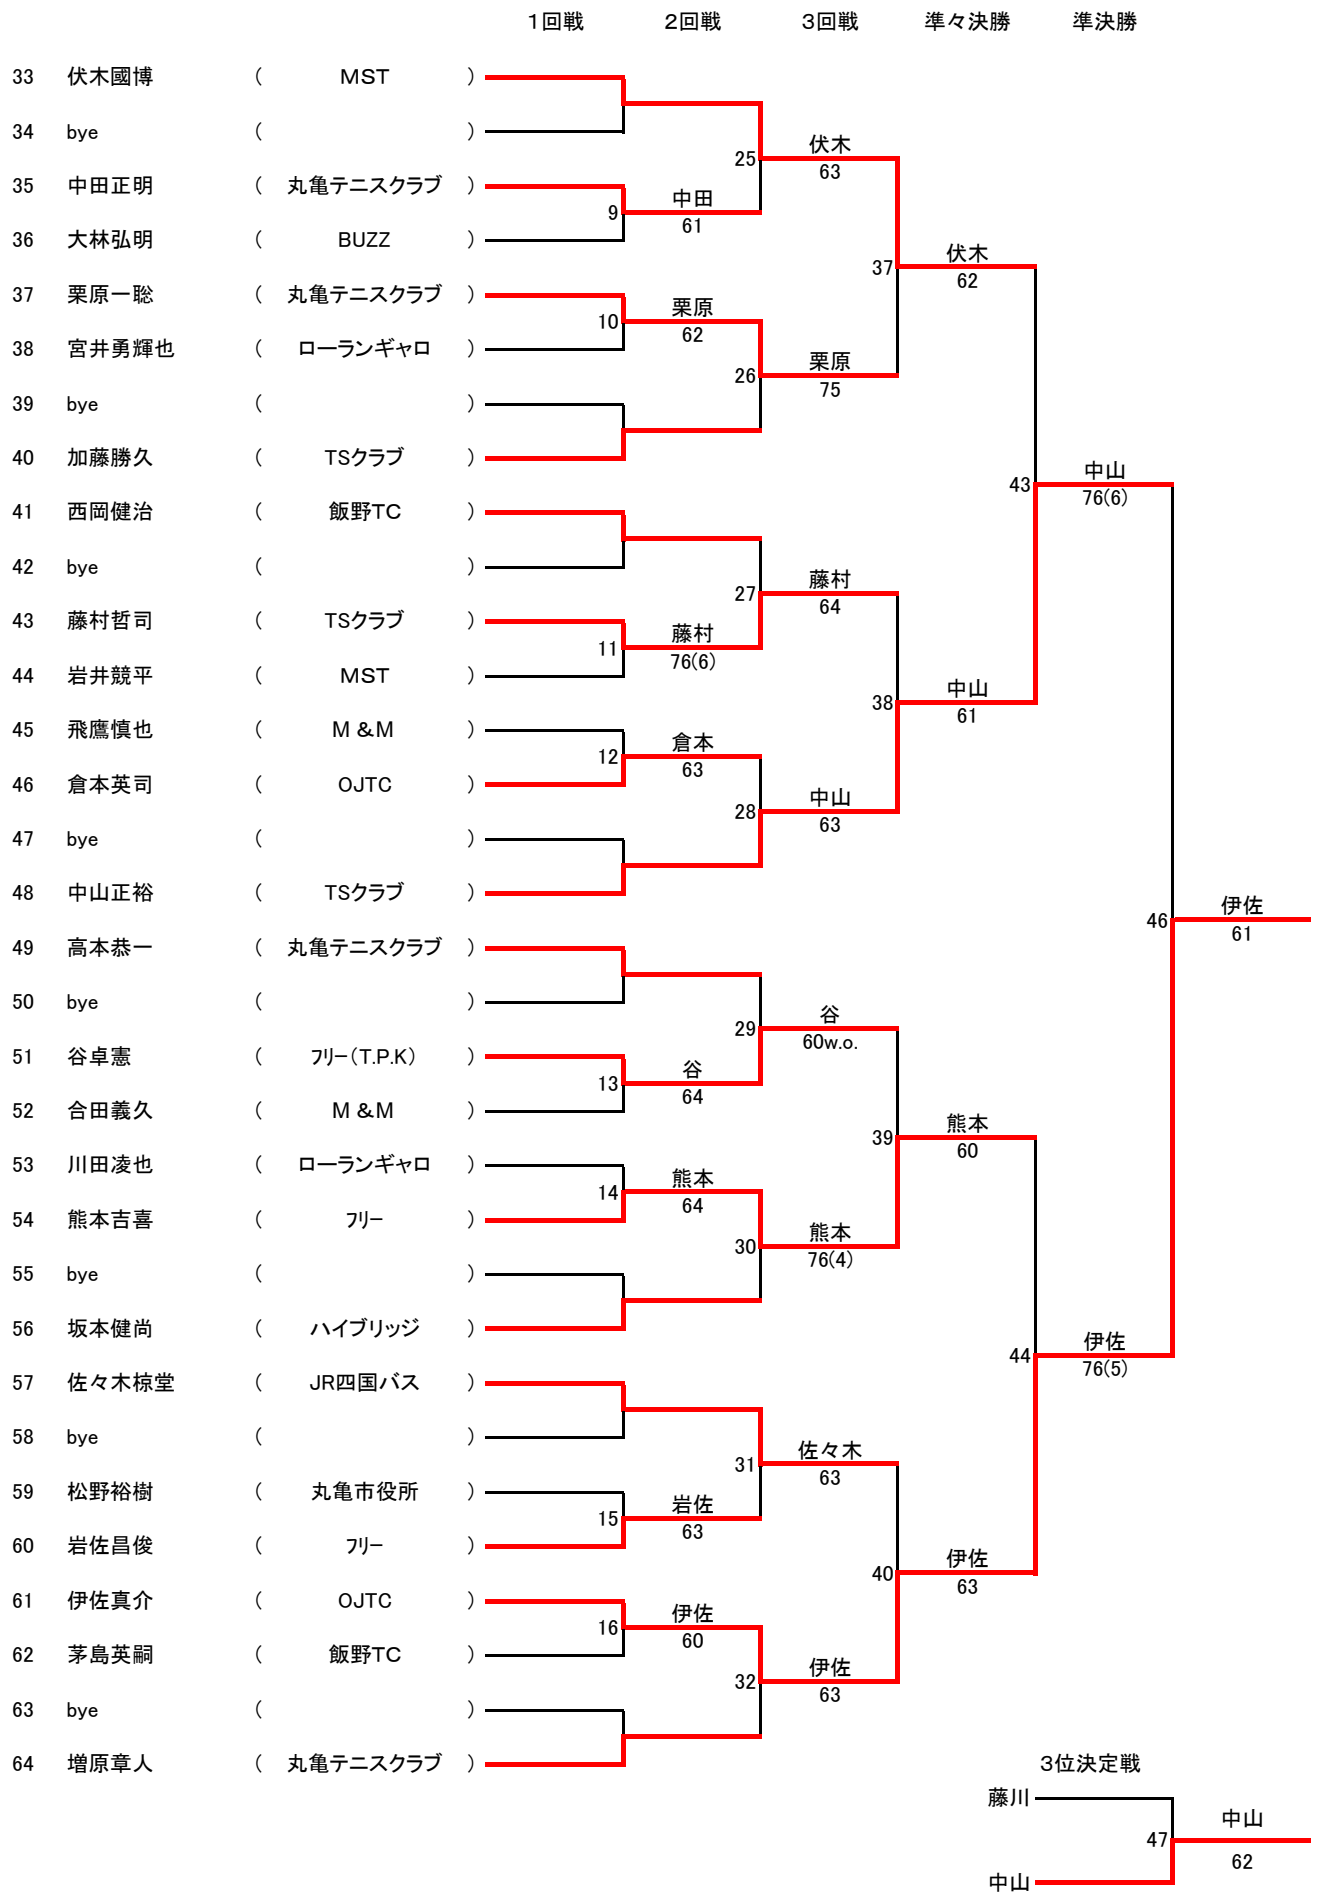 1回戦 2回戦 3回戦 準々決勝 準決勝
33 伏木國博 ( MST )
34 bye ( )
25 伏木 63
35 中田正明 ( 丸亀テニスクラブ )
9 中田 61
36 大林弘明 ( BUZZ )
37 伏木 62
37 栗原一聡 ( 丸亀テニスクラブ )
10 栗原 62
38 宮井勇輝也 ( ローランギャロ )
26 栗原 75
39 bye ( )
40 加藤勝久 ( TSクラブ )
43 中山 76(6)
41 西岡健治 ( 飯野TC )
42 bye ( )
27 藤村 64
43 藤村哲司 ( TSクラブ )
11 藤村 76(6)
44 岩井競平 ( MST )
38 中山 61
45 飛鷹慎也 ( M &M )
12 倉本 63
46 倉本英司 ( OJTC )
28 中山 63
47 bye ( )
48 中山正裕 ( TSクラブ )
46 伊佐 61
49 高本恭一 ( 丸亀テニスクラブ )
50 bye ( )
29 谷 60w.o.
51 谷卓憲 ( フリー(T.P.K) )
13 谷 64
52 合田義久 ( M &M )
39 熊本 60
53 川田凌也 ( ローランギャロ )
14 熊本 64
54 熊本吉喜 ( フリー )
30 熊本 76(4)
55 bye ( )
56 坂本健尚 ( ハイブリッジ )
44 伊佐 76(5)
57 佐々木椋堂 ( JR四国バス )
58 bye ( )
31 佐々木 63
59 松野裕樹 ( 丸亀市役所 )
15 岩佐 63
60 岩佐昌俊 ( フリー )
40 伊佐 63
61 伊佐真介 ( OJTC )
16 伊佐 60
62 茅島英嗣 ( 飯野TC )
32 伊佐 63
63 bye ( )
64 増原章人 ( 丸亀テニスクラブ )
3位決定戦
藤川
47 中山 62
中山